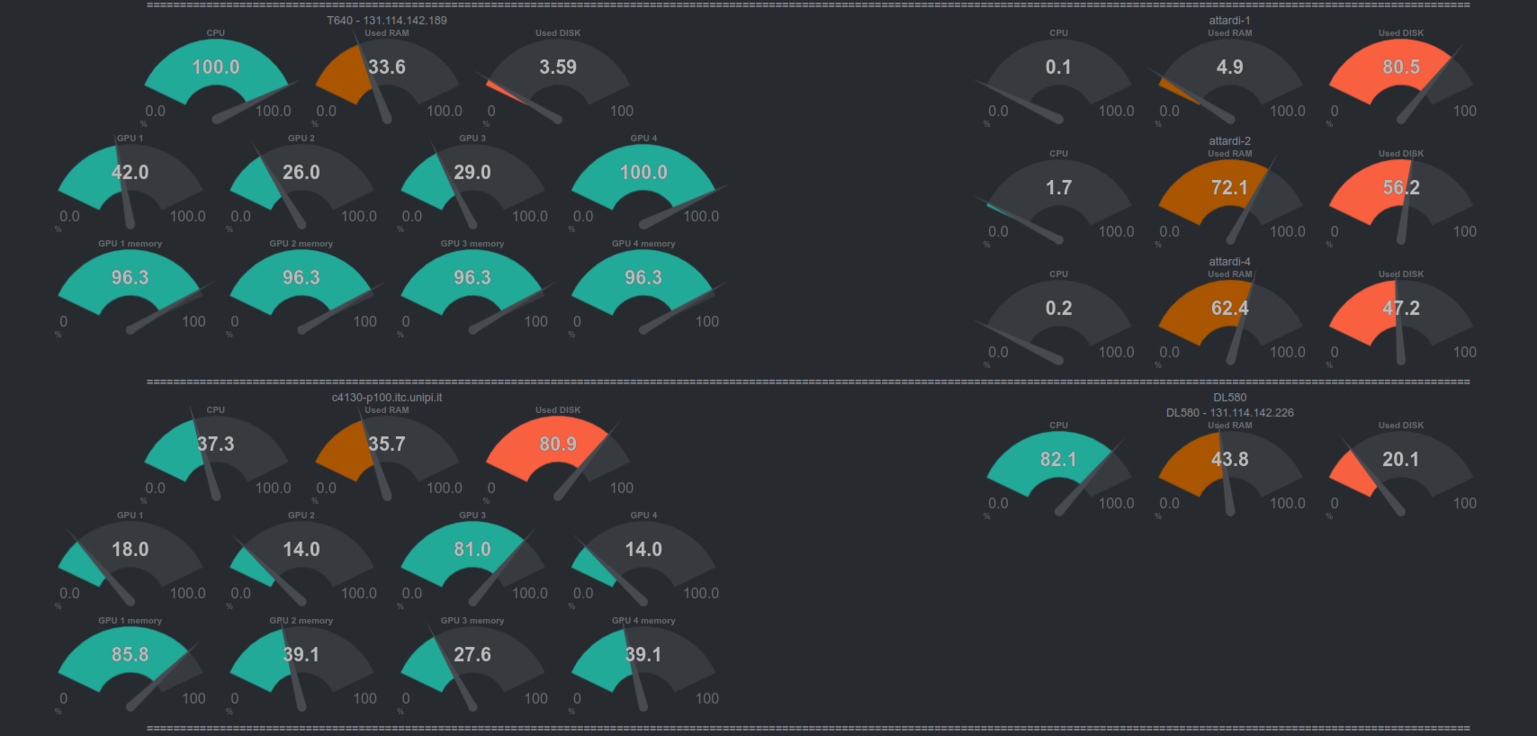 T640 - 131.114.142.189
CPU Used RAM Used DISK
100.0 33.6 3.59
0.0 100.0 0.0 100.0 0 100
% % %
GPU 1 GPU 2 GPU 3 GPU 4
42.0 26.0 29.0 100.0
0.0 100.0 0.0 100.0 0.0 100.0 0.0 100.0
% % % %
GPU 1 memory GPU 2 memory GPU 3 memory GPU 4 memory
96.3 96.3 96.3 96.3
0 100 0 100 0 100 0 100
% % % %
attardi-1
CPU Used RAM Used DISK
0.1 4.9 80.5
0.0 100.0 0.0 100.0 0 100
% % %
attardi-2
CPU Used RAM Used DISK
1.7 72.1 56.2
0.0 100.0 0.0 100.0 0 100
% % %
attardi-4
CPU Used RAM Used DISK
0.2 62.4 47.2
0.0 100.0 0.0 100.0 0 100
% % %
c4130-p100.itc.unipi.it
CPU Used RAM Used DISK
37.3 35.7 80.9
0.0 100.0 0.0 100.0 0 100
% % %
GPU 1 GPU 2 GPU 3 GPU 4
18.0 14.0 81.0 14.0
0.0 100.0 0.0 100.0 0.0 100.0 0.0 100.0
% % % %
GPU 1 memory GPU 2 memory GPU 3 memory GPU 4 memory
85.8 39.1 27.6 39.1
0 100 0 100 0 100 0 100
% % % %
DL580
DL580 - 131.114.142.226
CPU Used RAM Used DISK
82.1 43.8 20.1
0.0 100.0 0.0 100.0 0 100
% % %